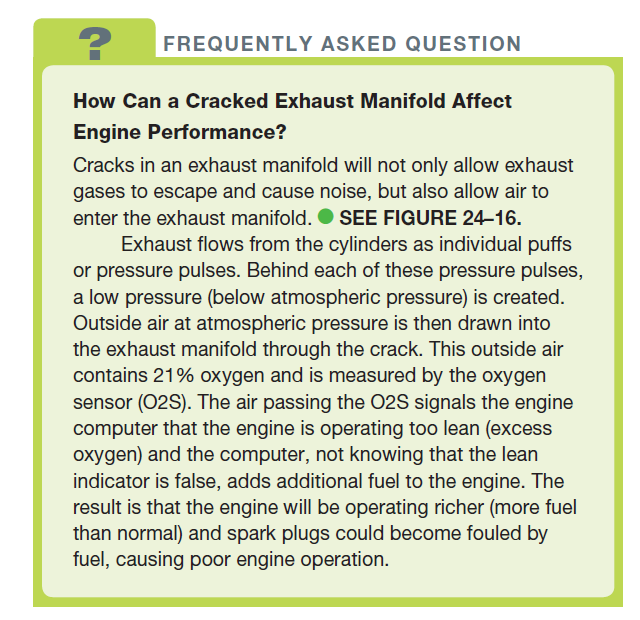 ?
FREQUENTLY ASKED QUESTION
How Can a Cracked Exhaust Manifold Affect
Engine Performance?
Cracks in an exhaust manifold will not only allow exhaust
gases to escape and cause noise, but also allow air to
enter the exhaust manifold. ● SEE FIGURE 24–16.
Exhaust flows from the cylinders as individual puffs
or pressure pulses. Behind each of these pressure pulses,
a low pressure (below atmospheric pressure) is created.
Outside air at atmospheric pressure is then drawn into
the exhaust manifold through the crack. This outside air
contains 21% oxygen and is measured by the oxygen
sensor (O2S). The air passing the O2S signals the engine
computer that the engine is operating too lean (excess
oxygen) and the computer, not knowing that the lean
indicator is false, adds additional fuel to the engine. The
result is that the engine will be operating richer (more fuel
than normal) and spark plugs could become fouled by
fuel, causing poor engine operation.